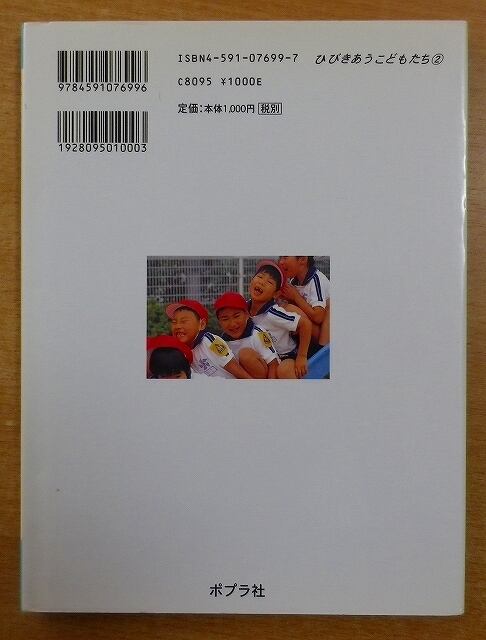 ISBN4-591-07699-7
ひびきあうこどもたち②
C8095 ¥1000E
定価:本体1,000円 税別
9784591076996
1928095010003
ポプラ社